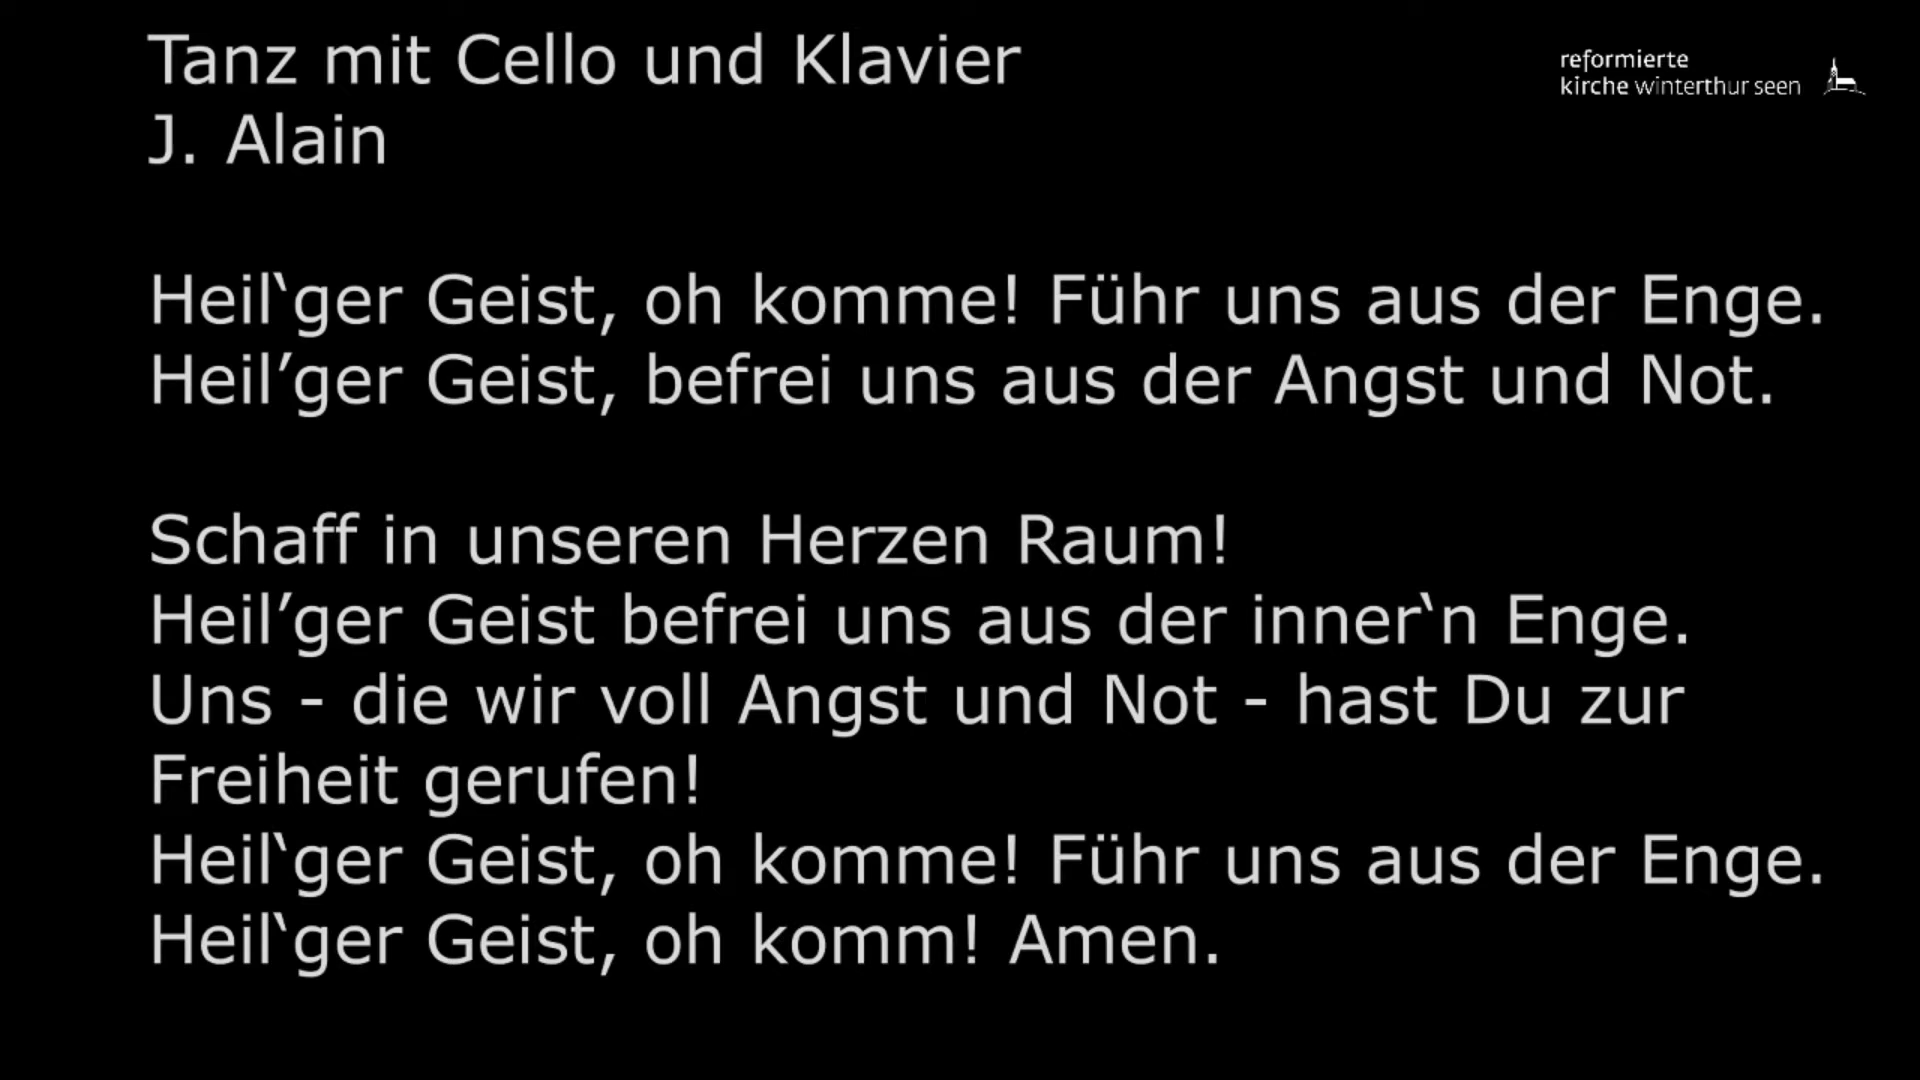 Tanz mit Cello und Klavier
J. Alain
reformierte
kirche winterthur seen
Heil‘ger Geist, oh komme! Führ uns aus der Enge.
Heil’ger Geist, befrei uns aus der Angst und Not.
Schaff in unseren Herzen Raum!
Heil’ger Geist befrei uns aus der inner‘n Enge.
Uns - die wir voll Angst und Not - hast Du zur
Freiheit gerufen!
Heil‘ger Geist, oh komme! Führ uns aus der Enge.
Heil‘ger Geist, oh komm! Amen.